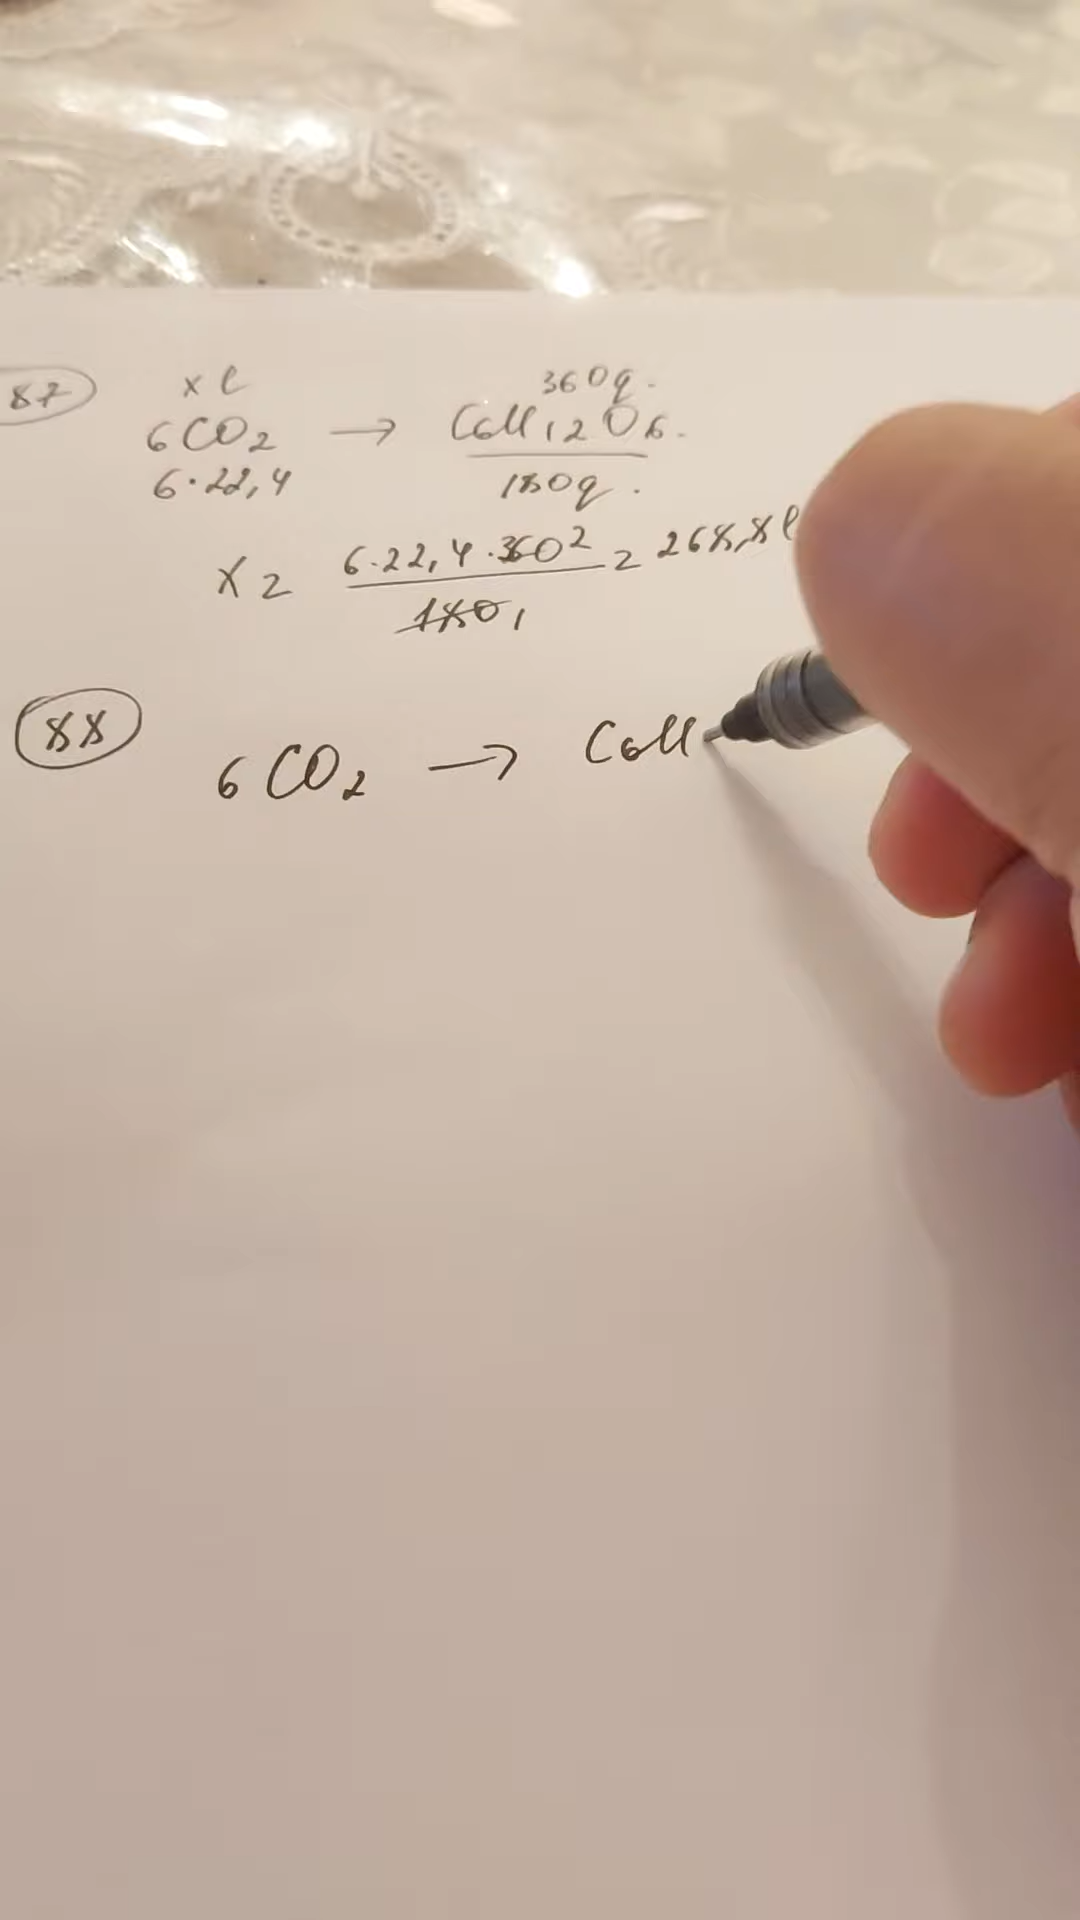 87
x l 360q.
6CO2 → C6H12O6.
6·22,4 180q.
x = 6·22,4·360 2 = 268,8 l
180 1
88
6CO2 → C6H